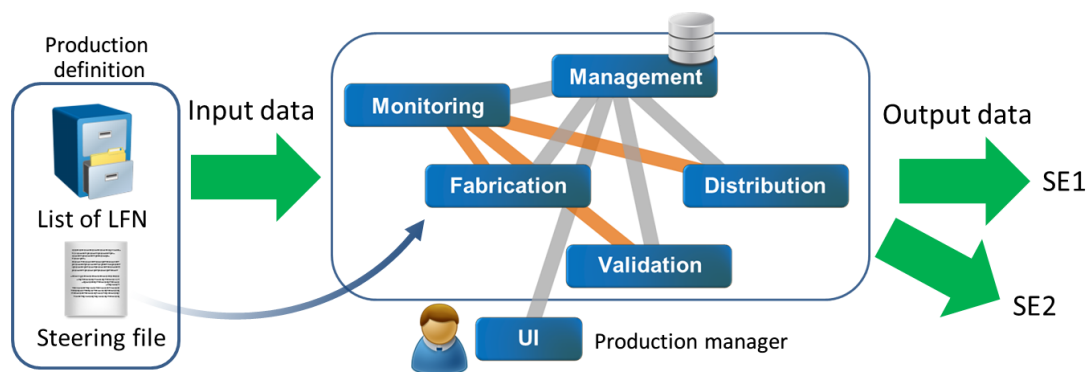 Production
definition
Input data
List of LFN
Steering file
Management
Monitoring
Fabrication
Distribution
Validation
UI
Production manager
Output data
SE1
SE2